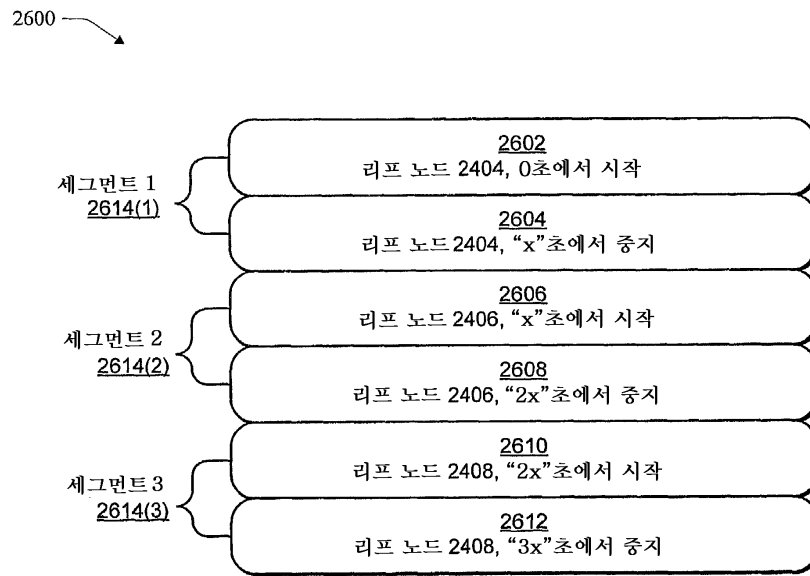 2600
세그먼트 1
2614(1)
2602
리프 노드 2404, 0초에서 시작
2604
리프 노드 2404, “x”초에서 중지
세그먼트 2
2614(2)
2606
리프 노드 2406, “x”초에서 시작
2608
리프 노드 2406, “2x”초에서 중지
세그먼트 3
2614(3)
2610
리프 노드 2408, “2x”초에서 시작
2612
리프 노드 2408, “3x”초에서 중지